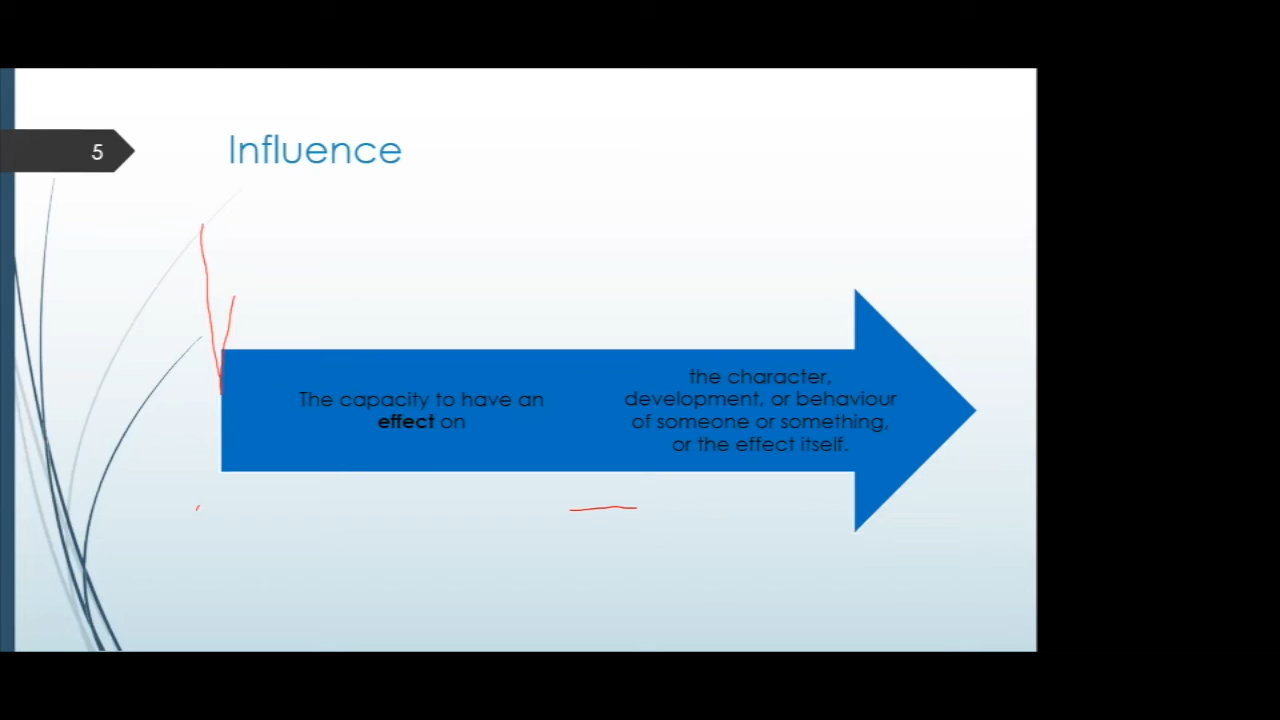 5
Influence
The capacity to have an
effect on
the character,
development, or behaviour
of someone or something,
or the effect itself.